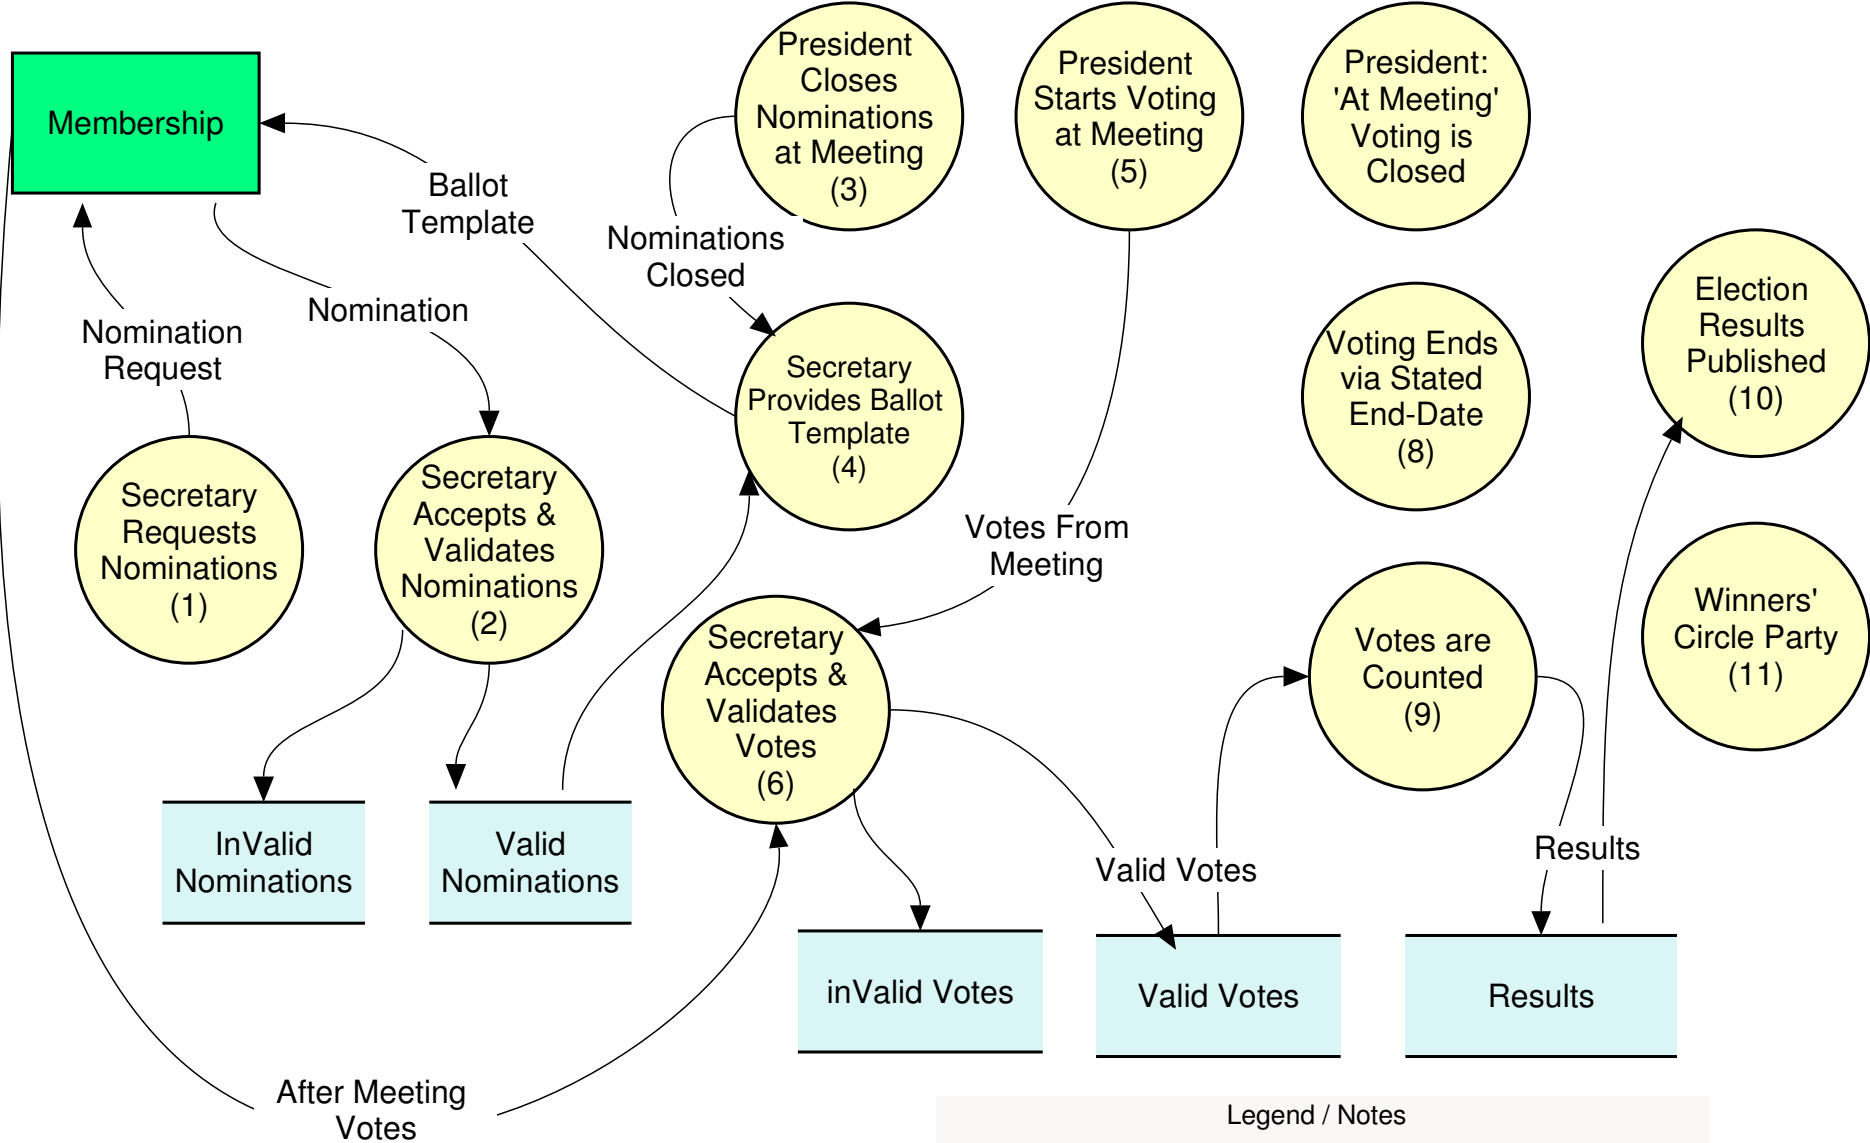 Membership
President
Closes
Nominations
at Meeting
(3)
President
Starts Voting
at Meeting
(5)
President:
'At Meeting'
Voting is
Closed
Ballot
Template
Nominations
Closed
Nomination
Nomination
Request
Secretary
Provides Ballot
Template
(4)
Voting Ends
via Stated
End-Date
(8)
Election
Results
Published
(10)
Secretary
Requests
Nominations
(1)
Secretary
Accepts &
Validates
Nominations
(2)
Votes From
Meeting
Secretary
Accepts &
Validates
Votes
(6)
Votes are
Counted
(9)
Winners'
Circle Party
(11)
InValid
Nominations
Valid
Nominations
Valid Votes
Results
inValid Votes
Valid Votes
Results
After Meeting
Votes
Legend / Notes